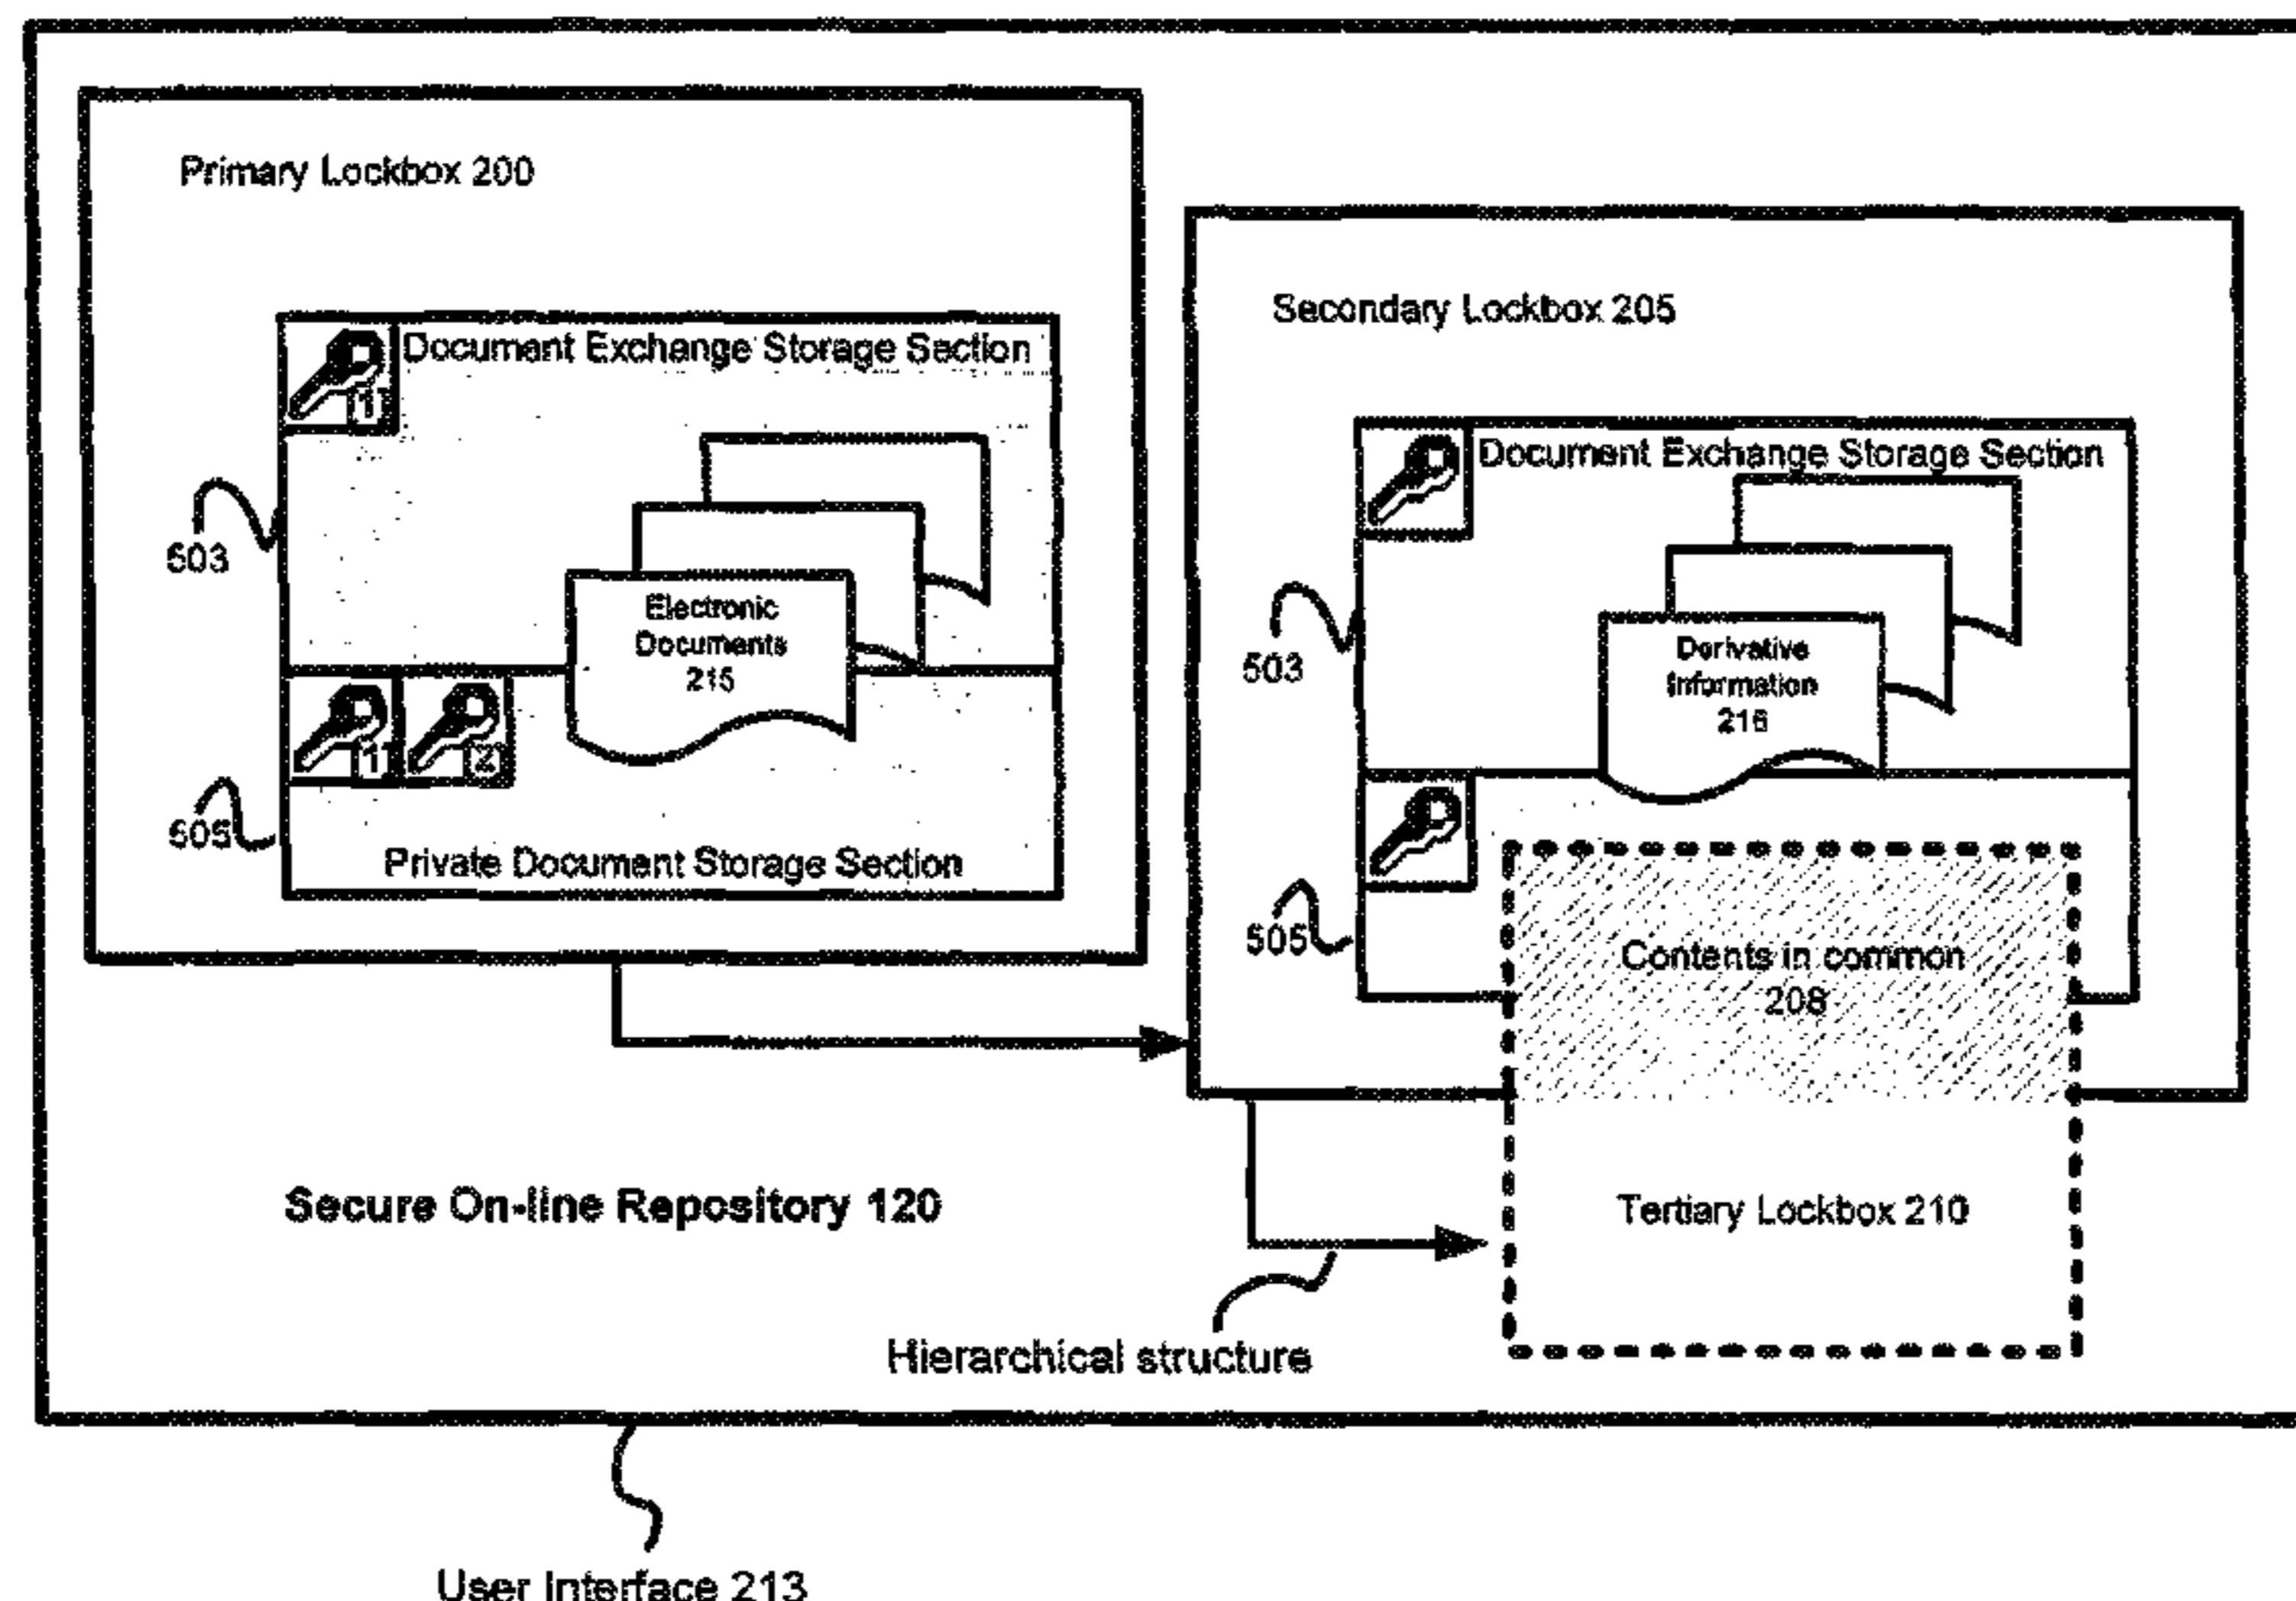 Primary Lockbox 200
Document Exchange Storage Section
1
503
Electronic
Documents
215
1
2
505
Private Document Storage Section
Secondary Lockbox 205
Document Exchange Storage Section
503
Derivative
Information
216
505
Contents in common
208
Secure On-line Repository 120
Tertiary Lockbox 210
Hierarchical structure
User Interface 213